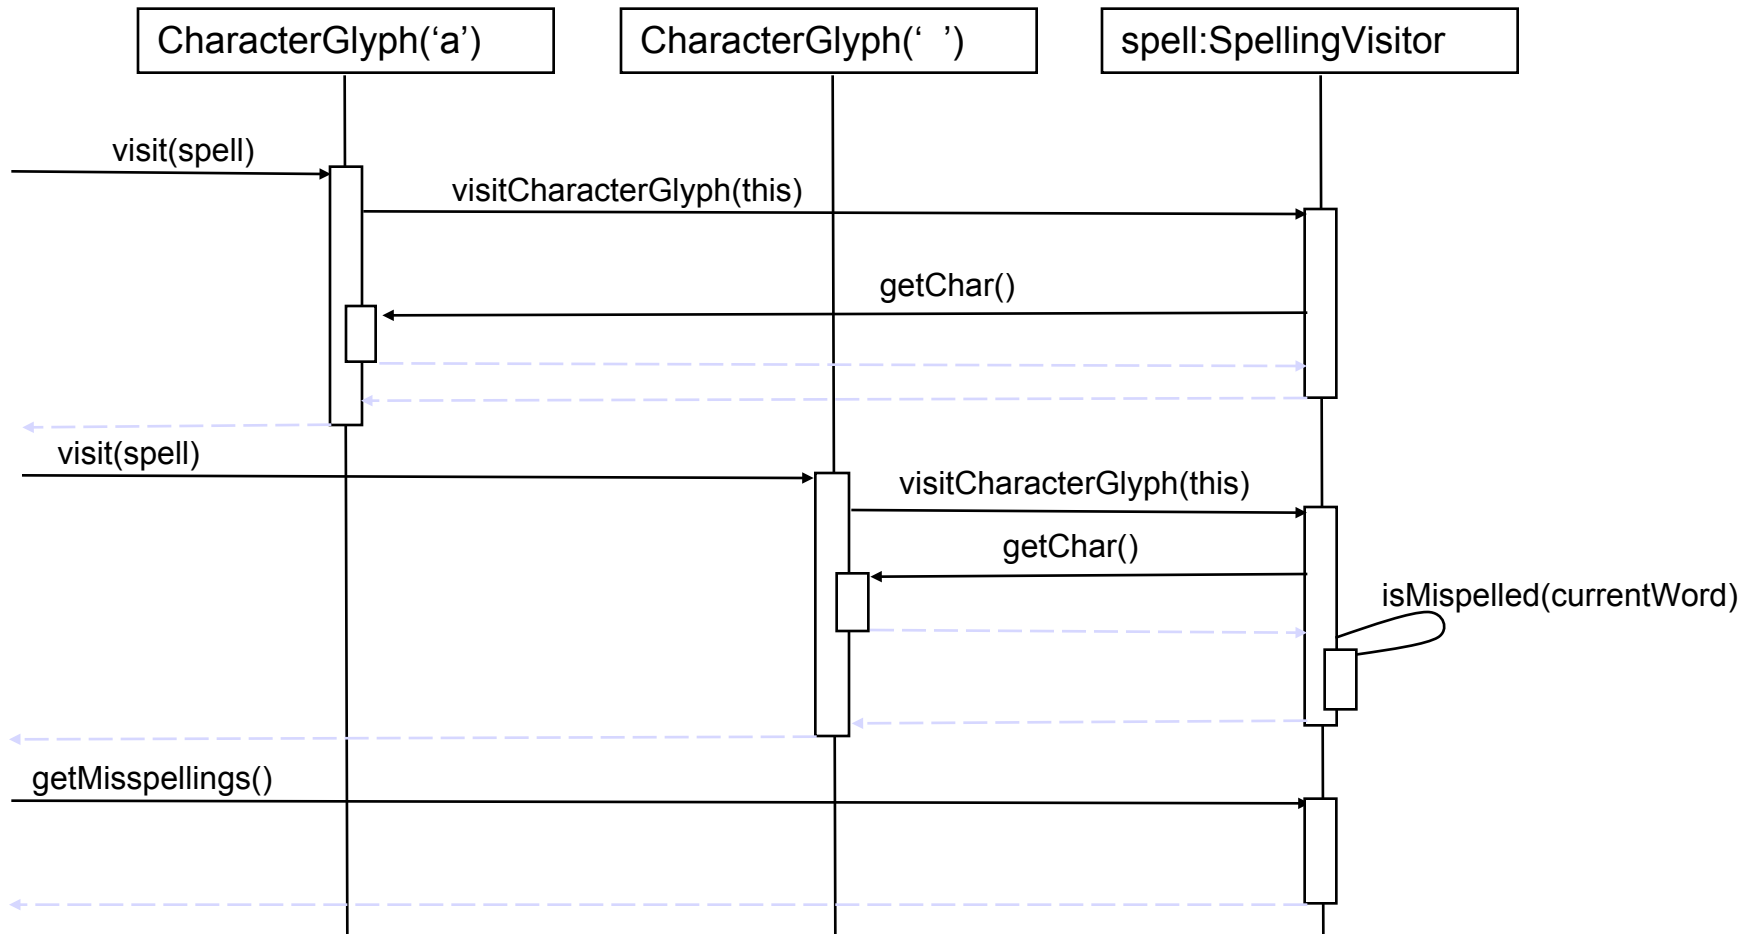 CharacterGlyph(‘a’)
CharacterGlyph(‘ ’)
spell:SpellingVisitor
visit(spell)
visitCharacterGlyph(this)
getChar()
visit(spell)
visitCharacterGlyph(this)
getChar()
isMispelled(currentWord)
getMisspellings()